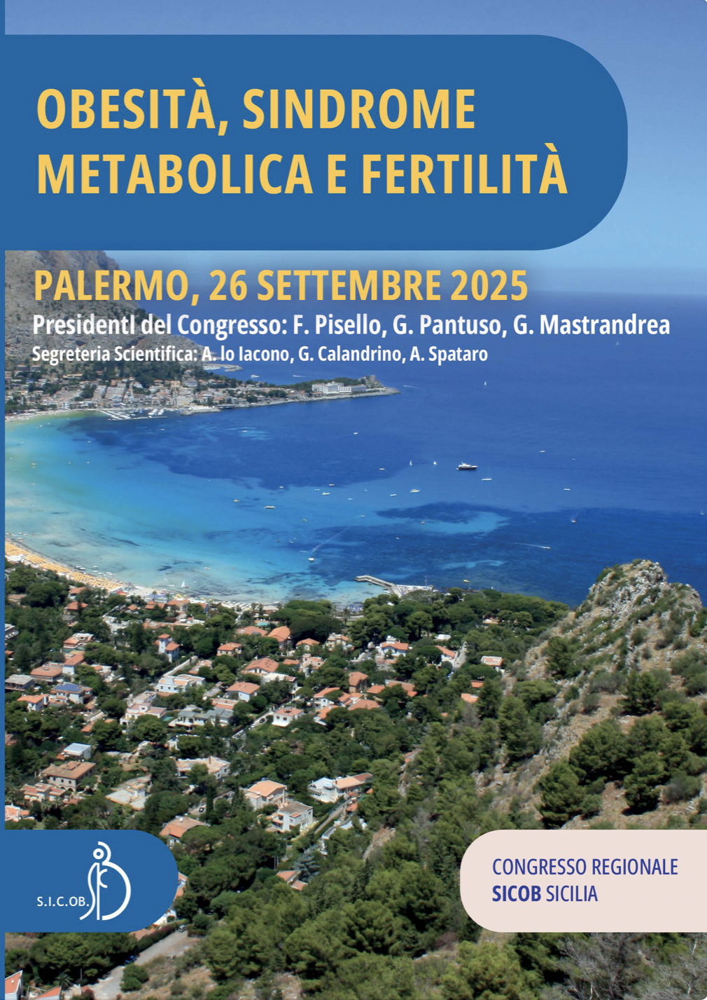 OBESITÀ, SINDROME
METABOLICA E FERTILITÀ
PALERMO, 26 SETTEMBRE 2025
PresidentI del Congresso: F. Pisello, G. Pantuso, G. Mastrandrea
Segreteria Scientifica: A. lo Iacono, G. Calandrino, A. Spataro
S.I.C.OB.
CONGRESSO REGIONALE
SICOB SICILIA